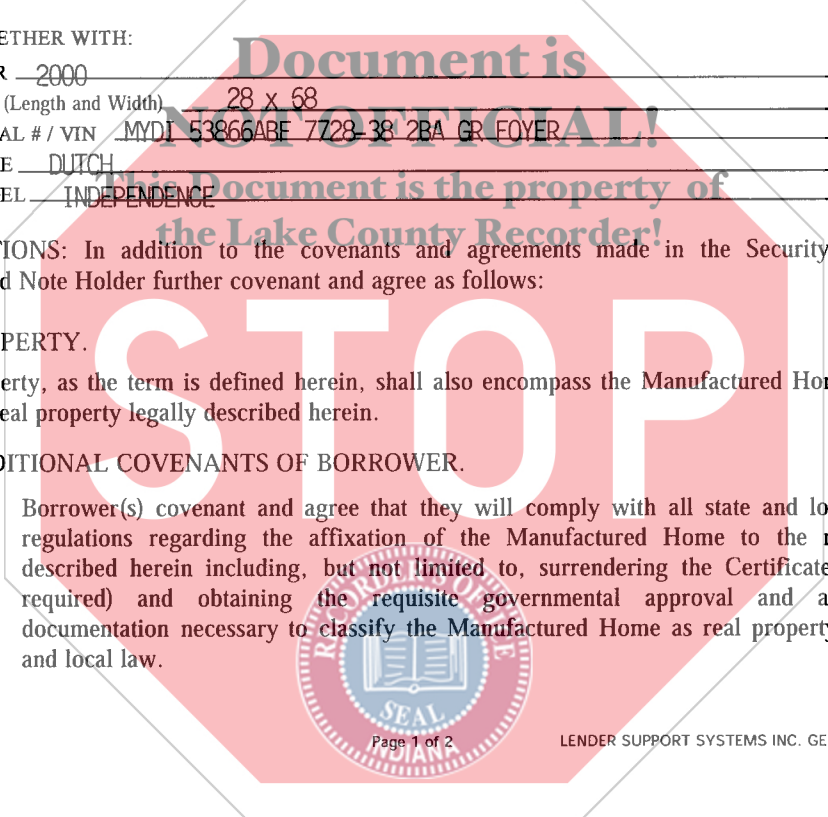 ETHER WITH:
R 2000
(Length and Width) 28 X 68
AL # / VIN MYDI 53866ABF 7728-38 2BA GR FOYER
E DUTCH
EL INDEPENDENCE
Document is
NOT OFFICIAL!
This Document is the property of
the Lake County Recorder!
IONS: In addition to the covenants and agreements made in the Security
d Note Holder further covenant and agree as follows:
PERTY.
erty, as the term is defined herein, shall also encompass the Manufactured Ho
eal property legally described herein.
STOP
DITIONAL COVENANTS OF BORROWER.
Borrower(s) covenant and agree that they will comply with all state and lo
regulations regarding the affixation of the Manufactured Home to the r
described herein including, but not limited to, surrendering the Certificate
required) and obtaining the requisite governmental approval and a
documentation necessary to classify the Manufactured Home as real property
and local law.
RECORDER'S OFFICE
SEAL
INDIANA
Page 1 of 2
LENDER SUPPORT SYSTEMS INC. GE